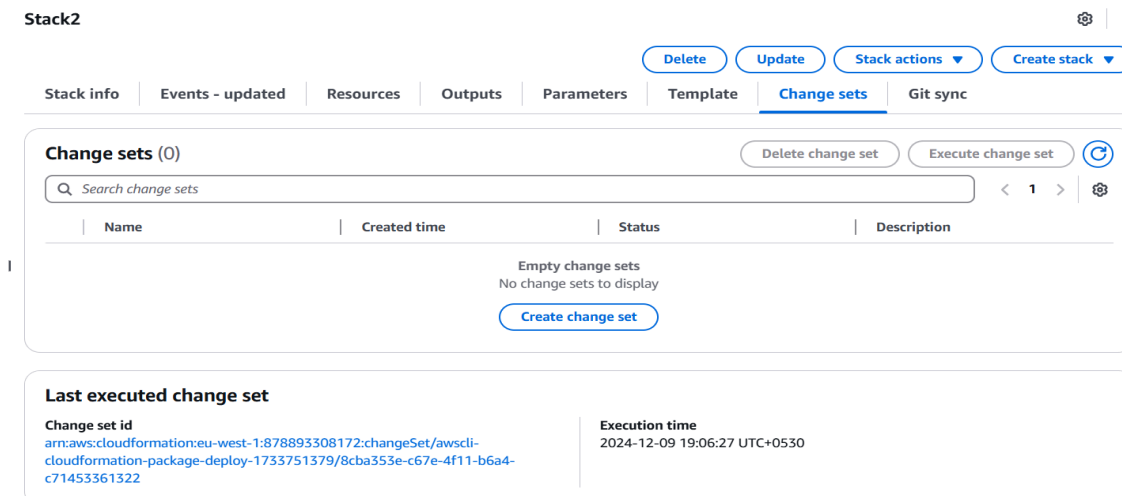 Stack2
Delete Update Stack actions Create stack
Stack info Events - updated Resources Outputs Parameters Template Change sets Git sync
Change sets (0) Delete change set Execute change set
Search change sets 1
Name Created time Status Description
Empty change sets
No change sets to display
Create change set
Last executed change set
Change set id Execution time
arn:aws:cloudformation:eu-west-1:878893308172:changeSet/awscli- 2024-12-09 19:06:27 UTC+0530
cloudformation-package-deploy-1733751379/8cba353e-c67e-4f11-b6a4-
c71453361322